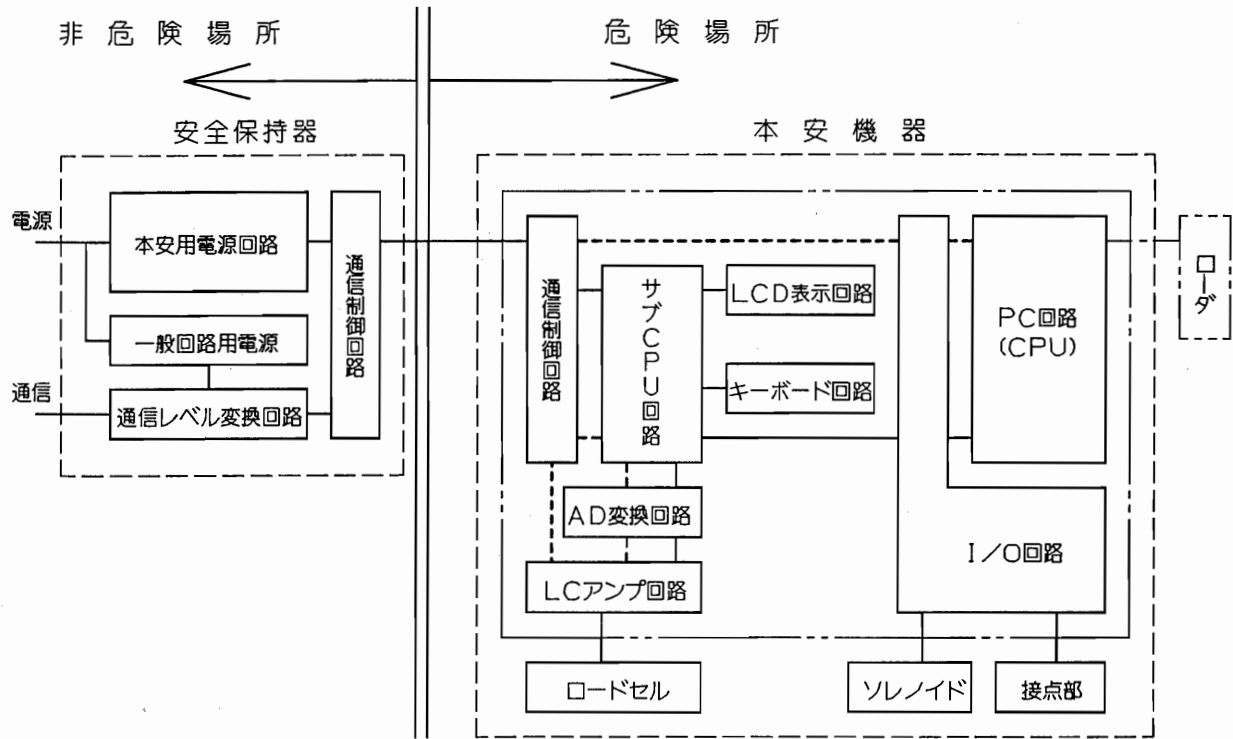 非危険場所
危険場所
安全保持器
本安機器
電源
本安用電源回路
一般回路用電源
通信
通信レベル変換回路
通信制御回路
通信制御回路
サブCPU回路
LCD表示回路
キーボード回路
PC回路
(CPU)
ローダ
AD変換回路
LCアンプ回路
I/O回路
ロードセル
ソレノイド
接点部